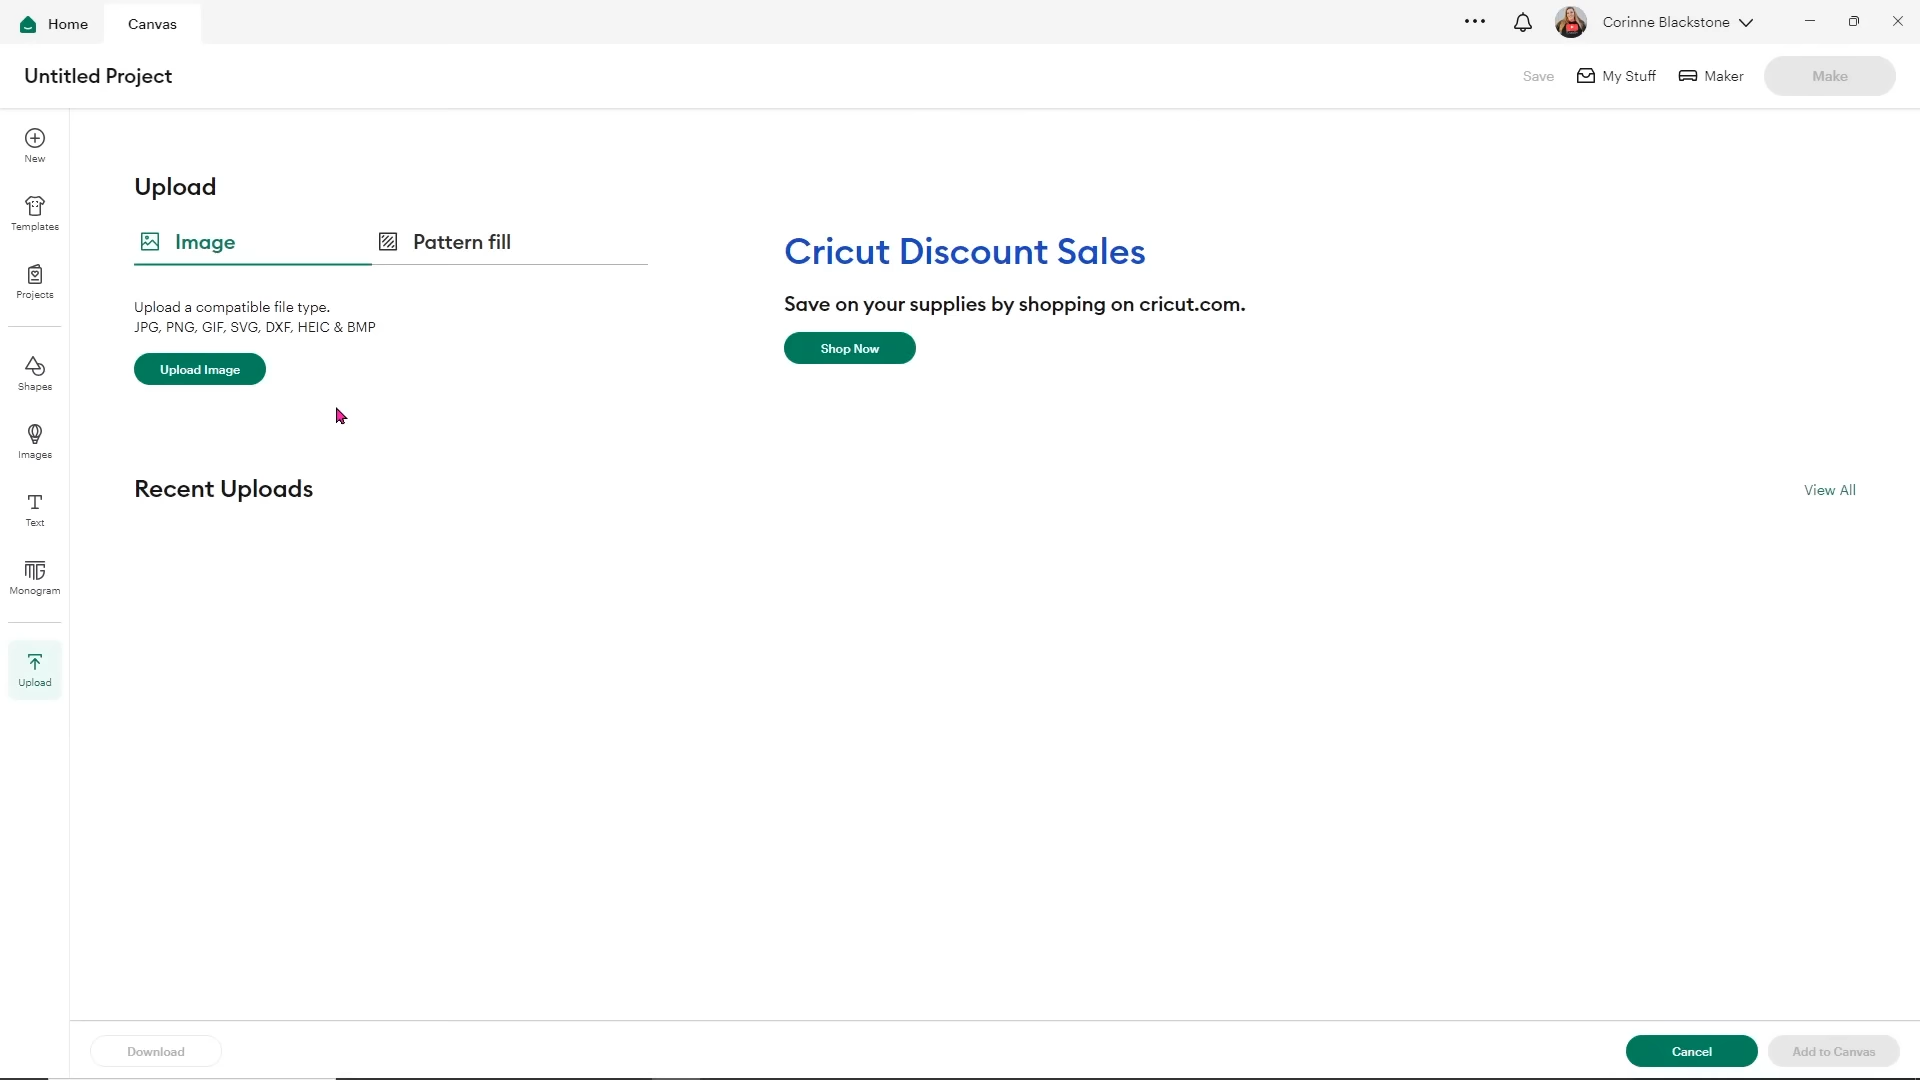 Home
Canvas
Corinne Blackstone
Untitled Project
Save
My Stuff
Maker
Make
New
Templates
Projects
Shapes
Images
Text
Monogram
Upload
Upload
Image
Pattern fill
Upload a compatible file type.
JPG, PNG, GIF, SVG, DXF, HEIC & BMP
Upload Image
Cricut Discount Sales
Save on your supplies by shopping on cricut.com.
Shop Now
Recent Uploads
View All
Download
Cancel
Add to Canvas